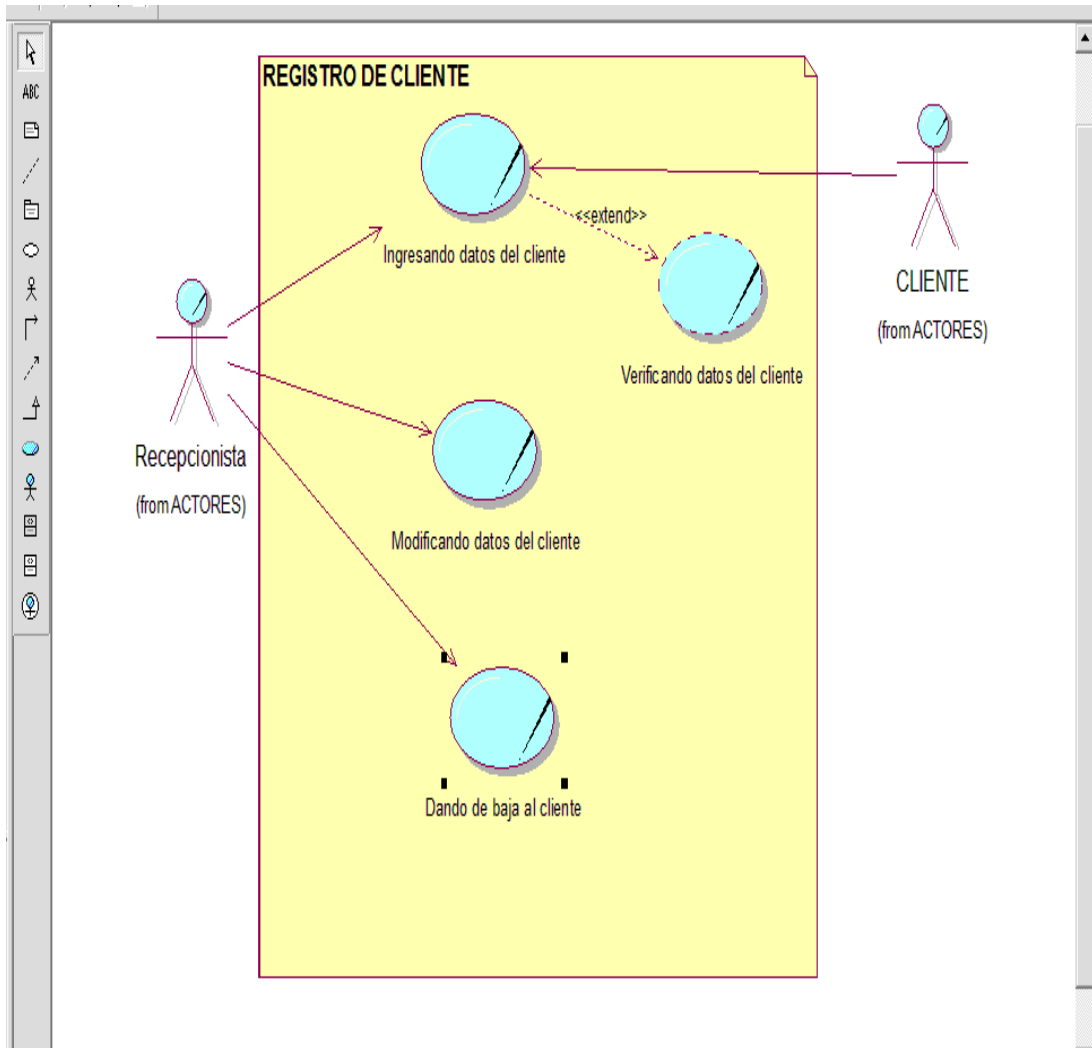 ABC
REGISTRO DE CLIENTE
<<extend>>
Ingresando datos del cliente
CLIENTE
(from ACTORES)
Verificando datos del cliente
Recepcionista
(from ACTORES)
Modificando datos del cliente
Dando de baja al cliente